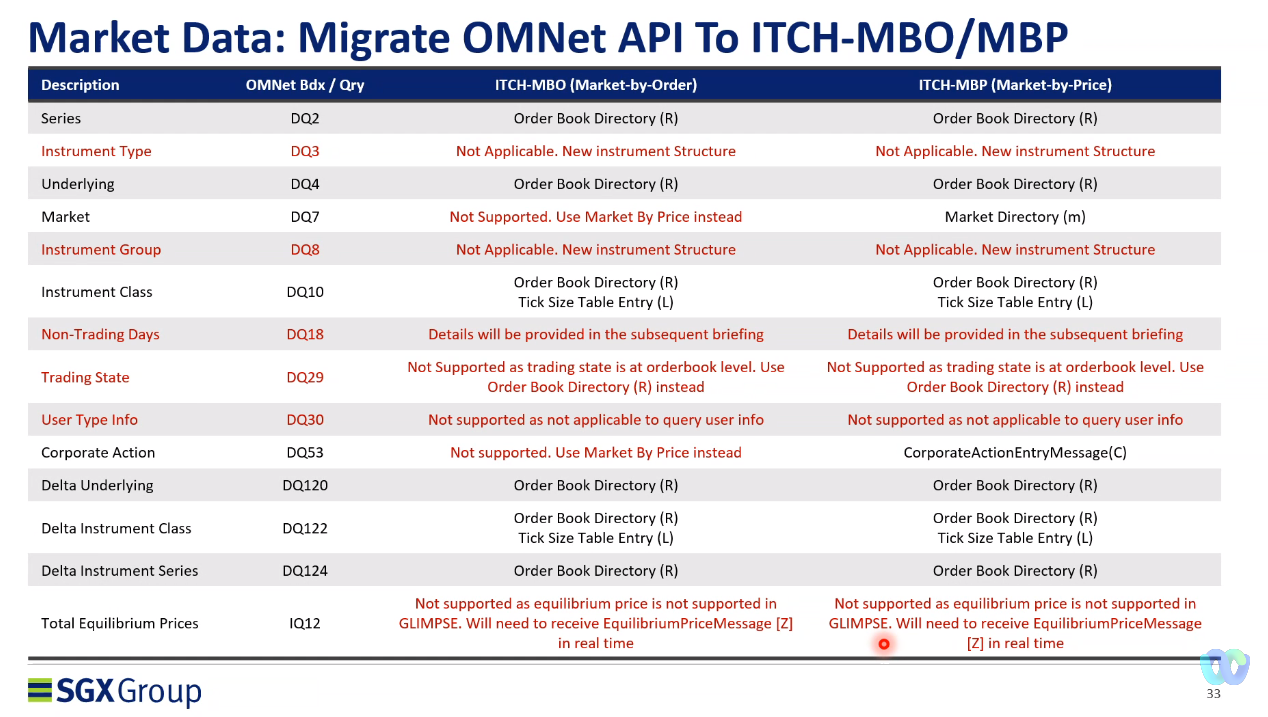 Market Data: Migrate OMNet API To ITCH-MBO/MBP
Description OMNet Bdx / Qry ITCH-MBO (Market-by-Order) ITCH-MBP (Market-by-Price)
Series DQ2 Order Book Directory (R) Order Book Directory (R)
Instrument Type DQ3 Not Applicable. New instrument Structure Not Applicable. New instrument Structure
Underlying DQ4 Order Book Directory (R) Order Book Directory (R)
Market DQ7 Not Supported. Use Market By Price instead Market Directory (m)
Instrument Group DQ8 Not Applicable. New instrument Structure Not Applicable. New instrument Structure
Instrument Class DQ10 Order Book Directory (R) Order Book Directory (R)
Tick Size Table Entry (L) Tick Size Table Entry (L)
Non-Trading Days DQ18 Details will be provided in the subsequent briefing Details will be provided in the subsequent briefing
Trading State DQ29 Not Supported as trading state is at orderbook level. Use Not Supported as trading state is at orderbook level. Use
Order Book Directory (R) instead Order Book Directory (R) instead
User Type Info DQ30 Not supported as not applicable to query user info Not supported as not applicable to query user info
Corporate Action DQ53 Not supported. Use Market By Price instead CorporateActionEntryMessage(C)
Delta Underlying DQ120 Order Book Directory (R) Order Book Directory (R)
Delta Instrument Class DQ122 Order Book Directory (R) Order Book Directory (R)
Tick Size Table Entry (L) Tick Size Table Entry (L)
Delta Instrument Series DQ124 Order Book Directory (R) Order Book Directory (R)
Total Equilibrium Prices IQ12 Not supported as equilibrium price is not supported in Not supported as equilibrium price is not supported in
GLIMPSE. Will need to receive EquilibriumPriceMessage [Z] GLIMPSE. Will need to receive EquilibriumPriceMessage
in real time [Z] in real time
SGX Group
33